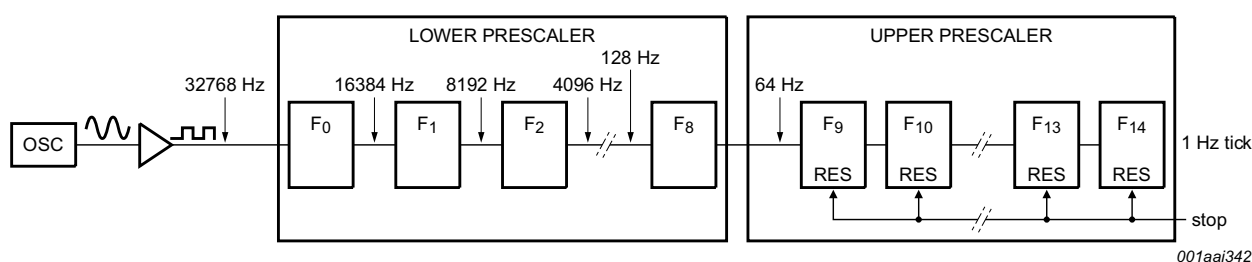 LOWER PRESCALER
UPPER PRESCALER
128 Hz
32768 Hz
16384 Hz
8192 Hz
4096 Hz
64 Hz
OSC
F0
F1
F2
F8
F9
F10
F13
F14
1 Hz tick
RES
RES
RES
RES
stop
001aai342